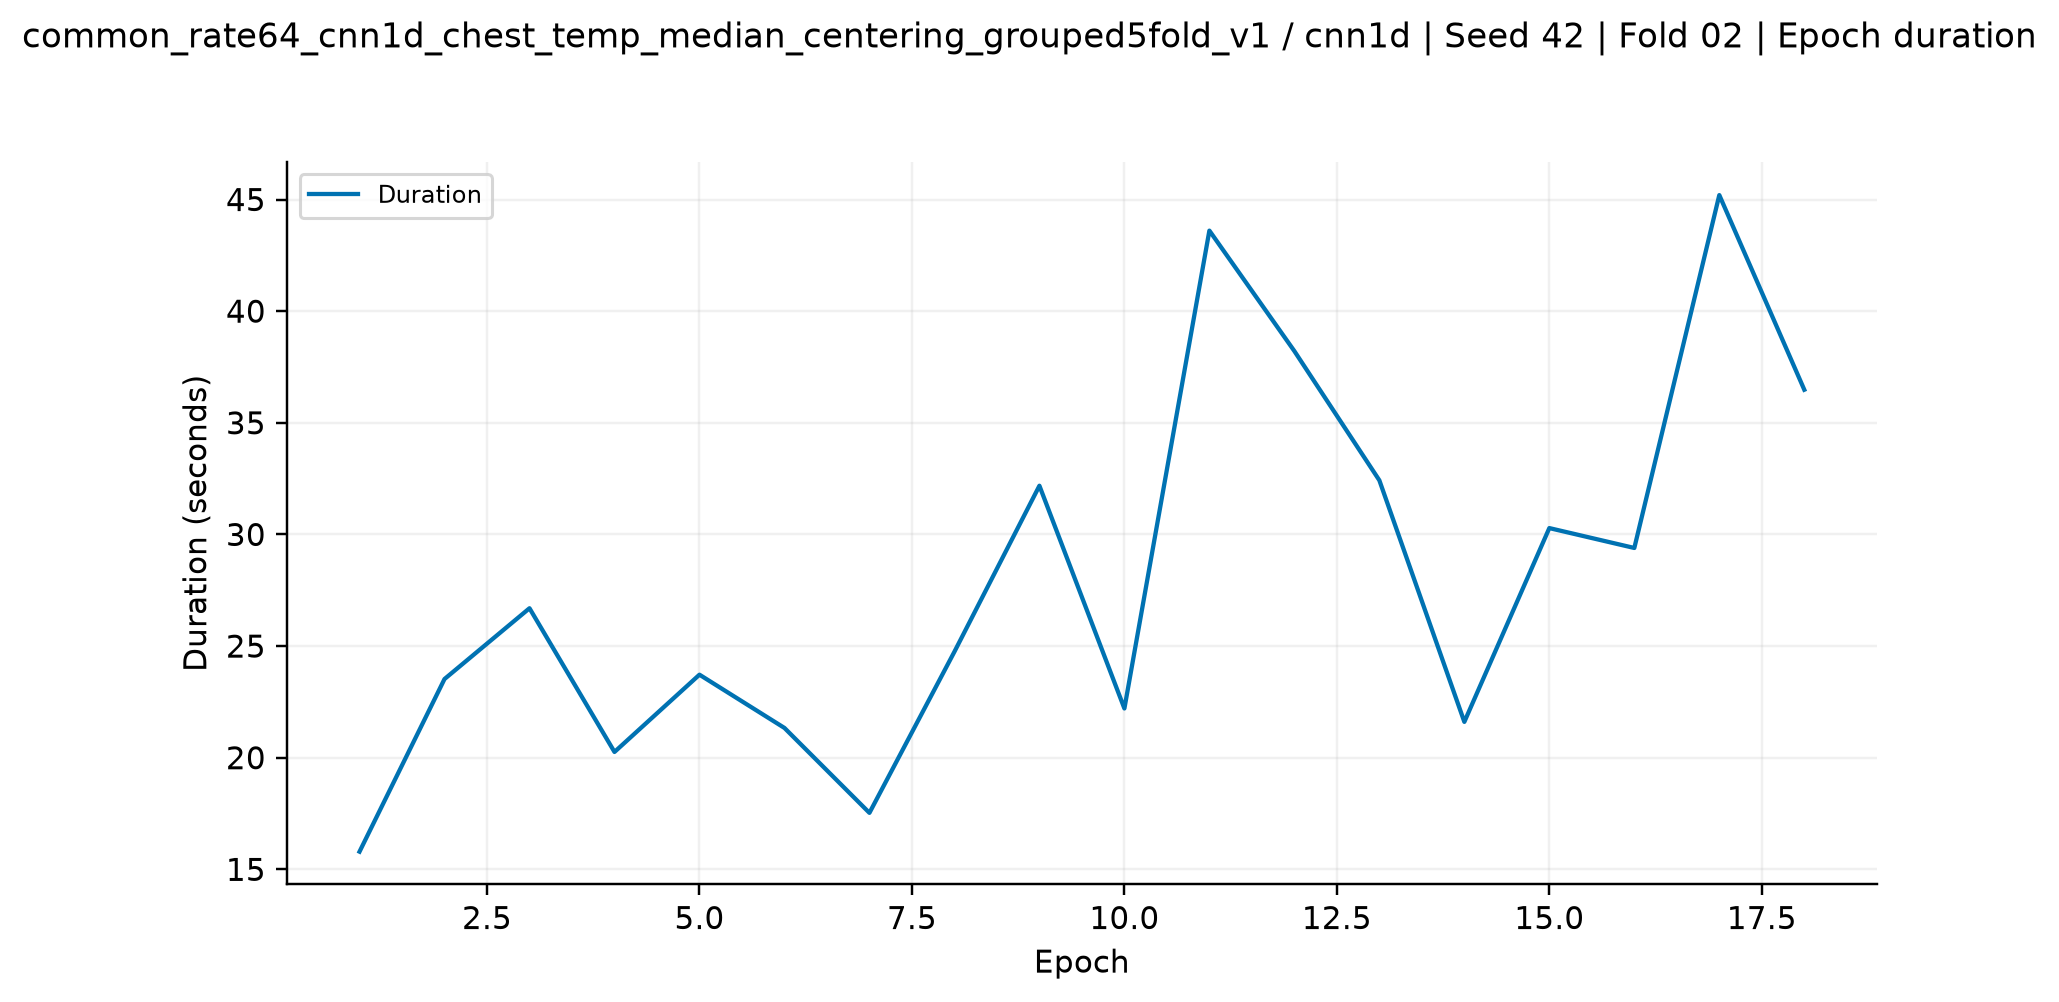 common_rate64_cnn1d_chest_temp_median_centering_grouped5fold_v1 / cnn1d | Seed 42 | Fold 02 | Epoch duration
Duration
45
40
35
30
25
20
15
Duration (seconds)
2.5 5.0 7.5 10.0 12.5 15.0 17.5
Epoch